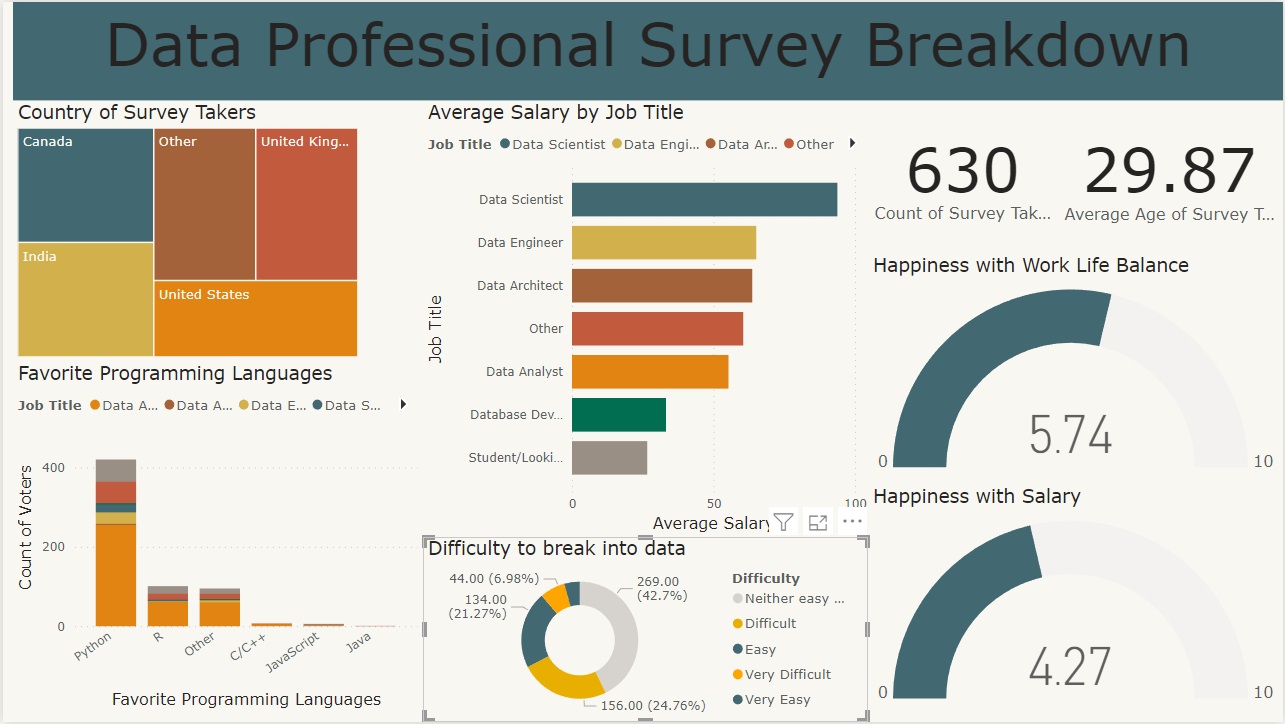 Data Professional Survey Breakdown
Country of Survey Takers
Canada
Other
United King...
India
United States
Average Salary by Job Title
Job Title Data Scientist Data Engi... Data Ar... Other
Job Title
Data Scientist
Data Engineer
Data Architect
Other
Data Analyst
Database Dev...
Student/Looki...
0 50 100
Average Salary
630
Count of Survey Tak...
29.87
Average Age of Survey T...
Happiness with Work Life Balance
5.74
0 10
Favorite Programming Languages
Job Title Data A... Data A... Data E... Data S...
Count of Voters
400
200
0
Python R Other C/C++ JavaScript Java
Favorite Programming Languages
Difficulty to break into data
44.00 (6.98%)
134.00
(21.27%)
269.00
(42.7%)
156.00 (24.76%)
Difficulty
Neither easy ...
Difficult
Easy
Very Difficult
Very Easy
Happiness with Salary
4.27
0 10